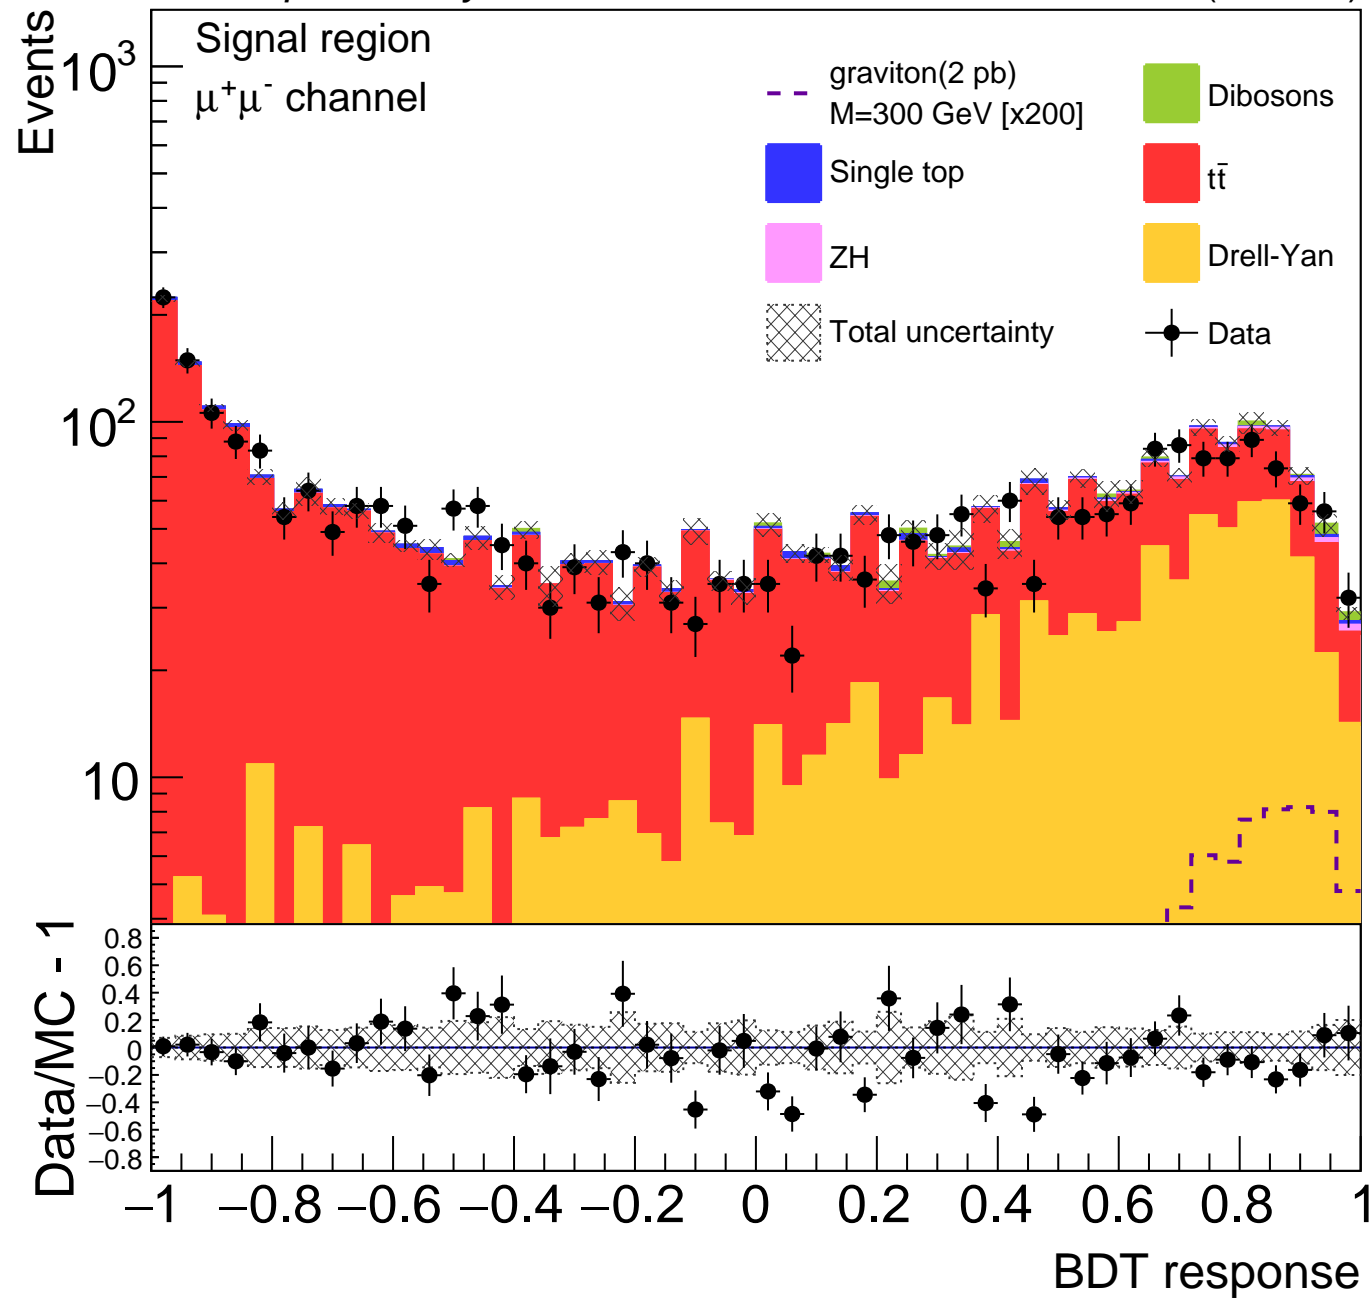 Events
Signal region
μ⁺μ⁻ channel
graviton(2 pb)
M=300 GeV [x200]
Dibosons
Single top
tt̄
ZH
Drell-Yan
Total uncertainty
Data
10³
10²
10
Data/MC - 1
0.8
0.6
0.4
0.2
0
−0.2
−0.4
−0.6
−0.8
−1 −0.8 −0.6 −0.4 −0.2 0 0.2 0.4 0.6 0.8 1
BDT response